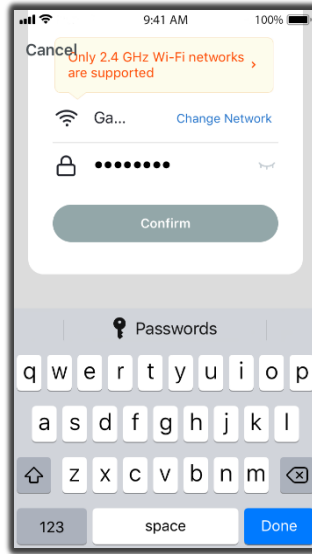 9:41 AM
100%
Cancel
Only 2.4 GHz Wi-Fi networks
are supported
Ga...
Change Network
Confirm
Passwords
q w e r t y u i o p
a s d f g h j k l
z x c v b n m
123 space Done